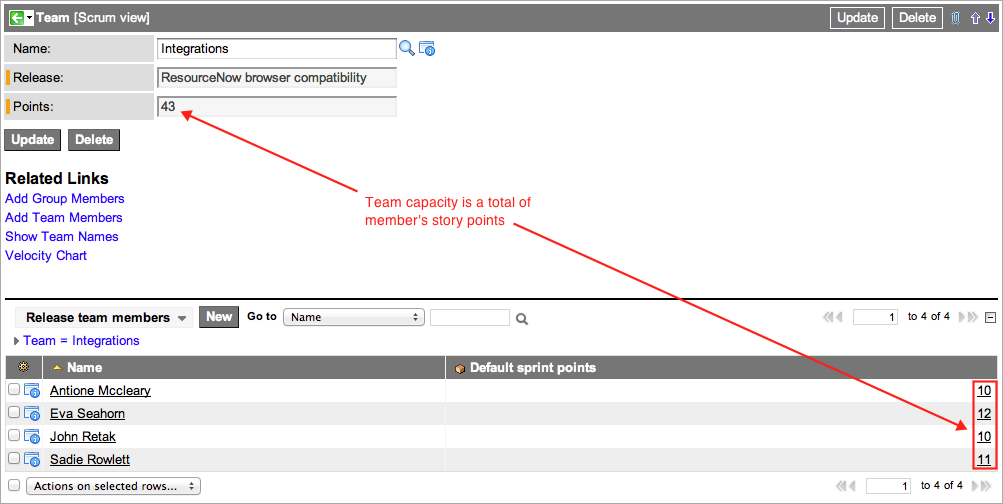 Team [Scrum view] Update Delete
Name: Integrations
Release: ResourceNow browser compatibility
Points: 43
Update Delete
Related Links
Add Group Members
Add Team Members
Show Team Names
Velocity Chart
Team capacity is a total of
member's story points
Release team members New Go to Name 1 to 4 of 4
Team = Integrations
Name Default sprint points
Antione Mccleary 10
Eva Seahorn 12
John Retak 10
Sadie Rowlett 11
Actions on selected rows... 1 to 4 of 4